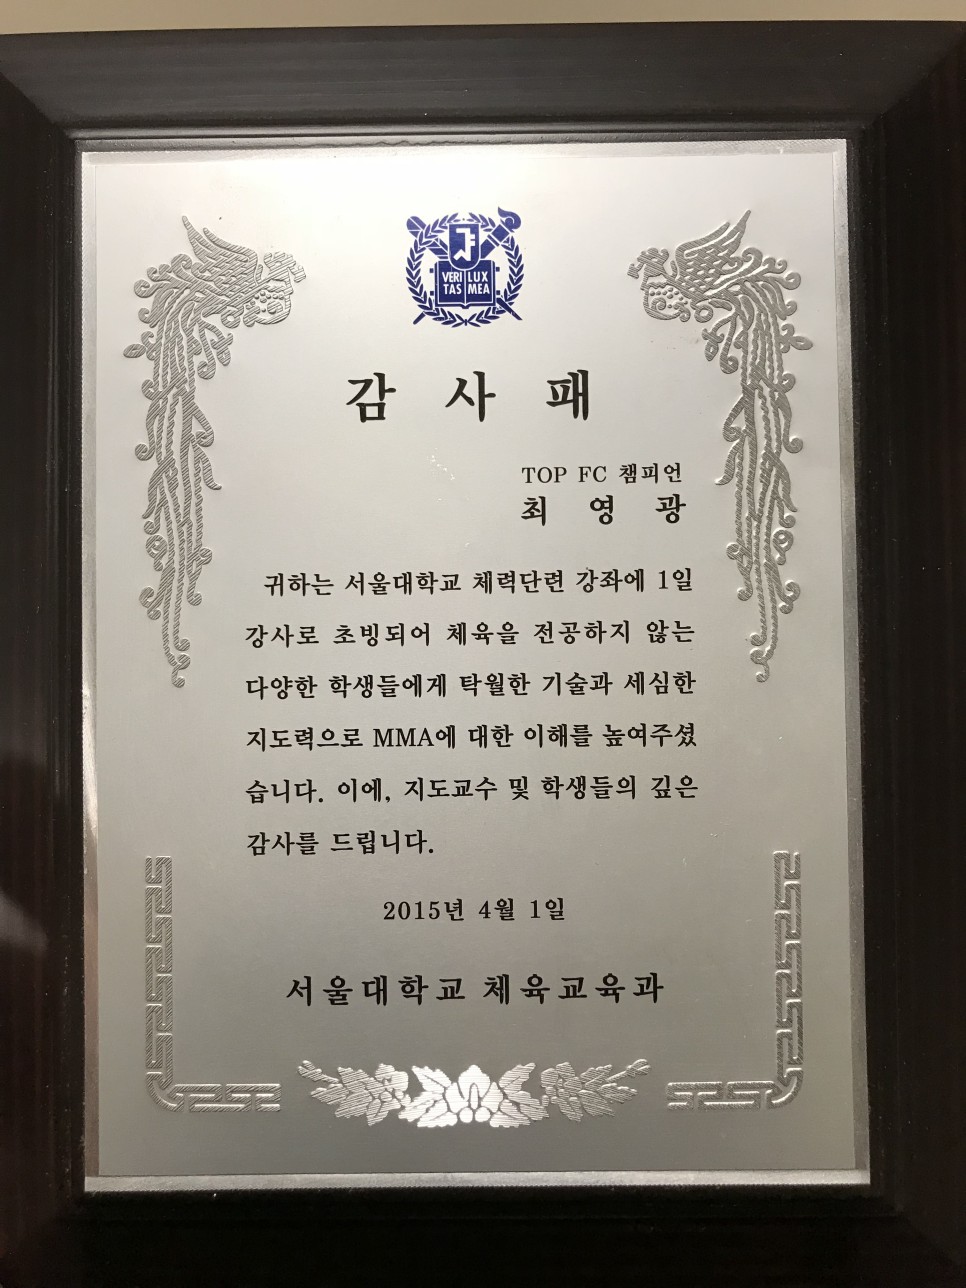 VERI LUX
TAS MEA
감 사 패
TOP FC 챔피언
최 영 광
귀하는 서울대학교 체력단련 강좌에 1일
강사로 초빙되어 체육을 전공하지 않는
다양한 학생들에게 탁월한 기술과 세심한
지도력으로 MMA에 대한 이해를 높여주셨
습니다. 이에, 지도교수 및 학생들의 깊은
감사를 드립니다.
2015년 4월 1일
서울대학교 체육교육과